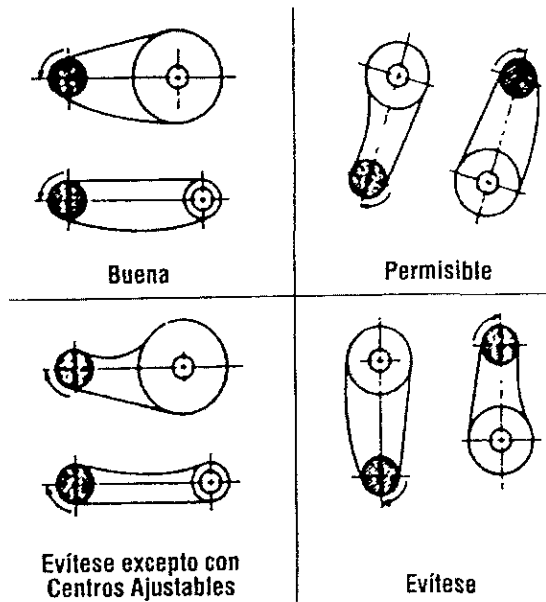 Buena
Permisible
Evítese excepto con
Centros Ajustables
Evítese